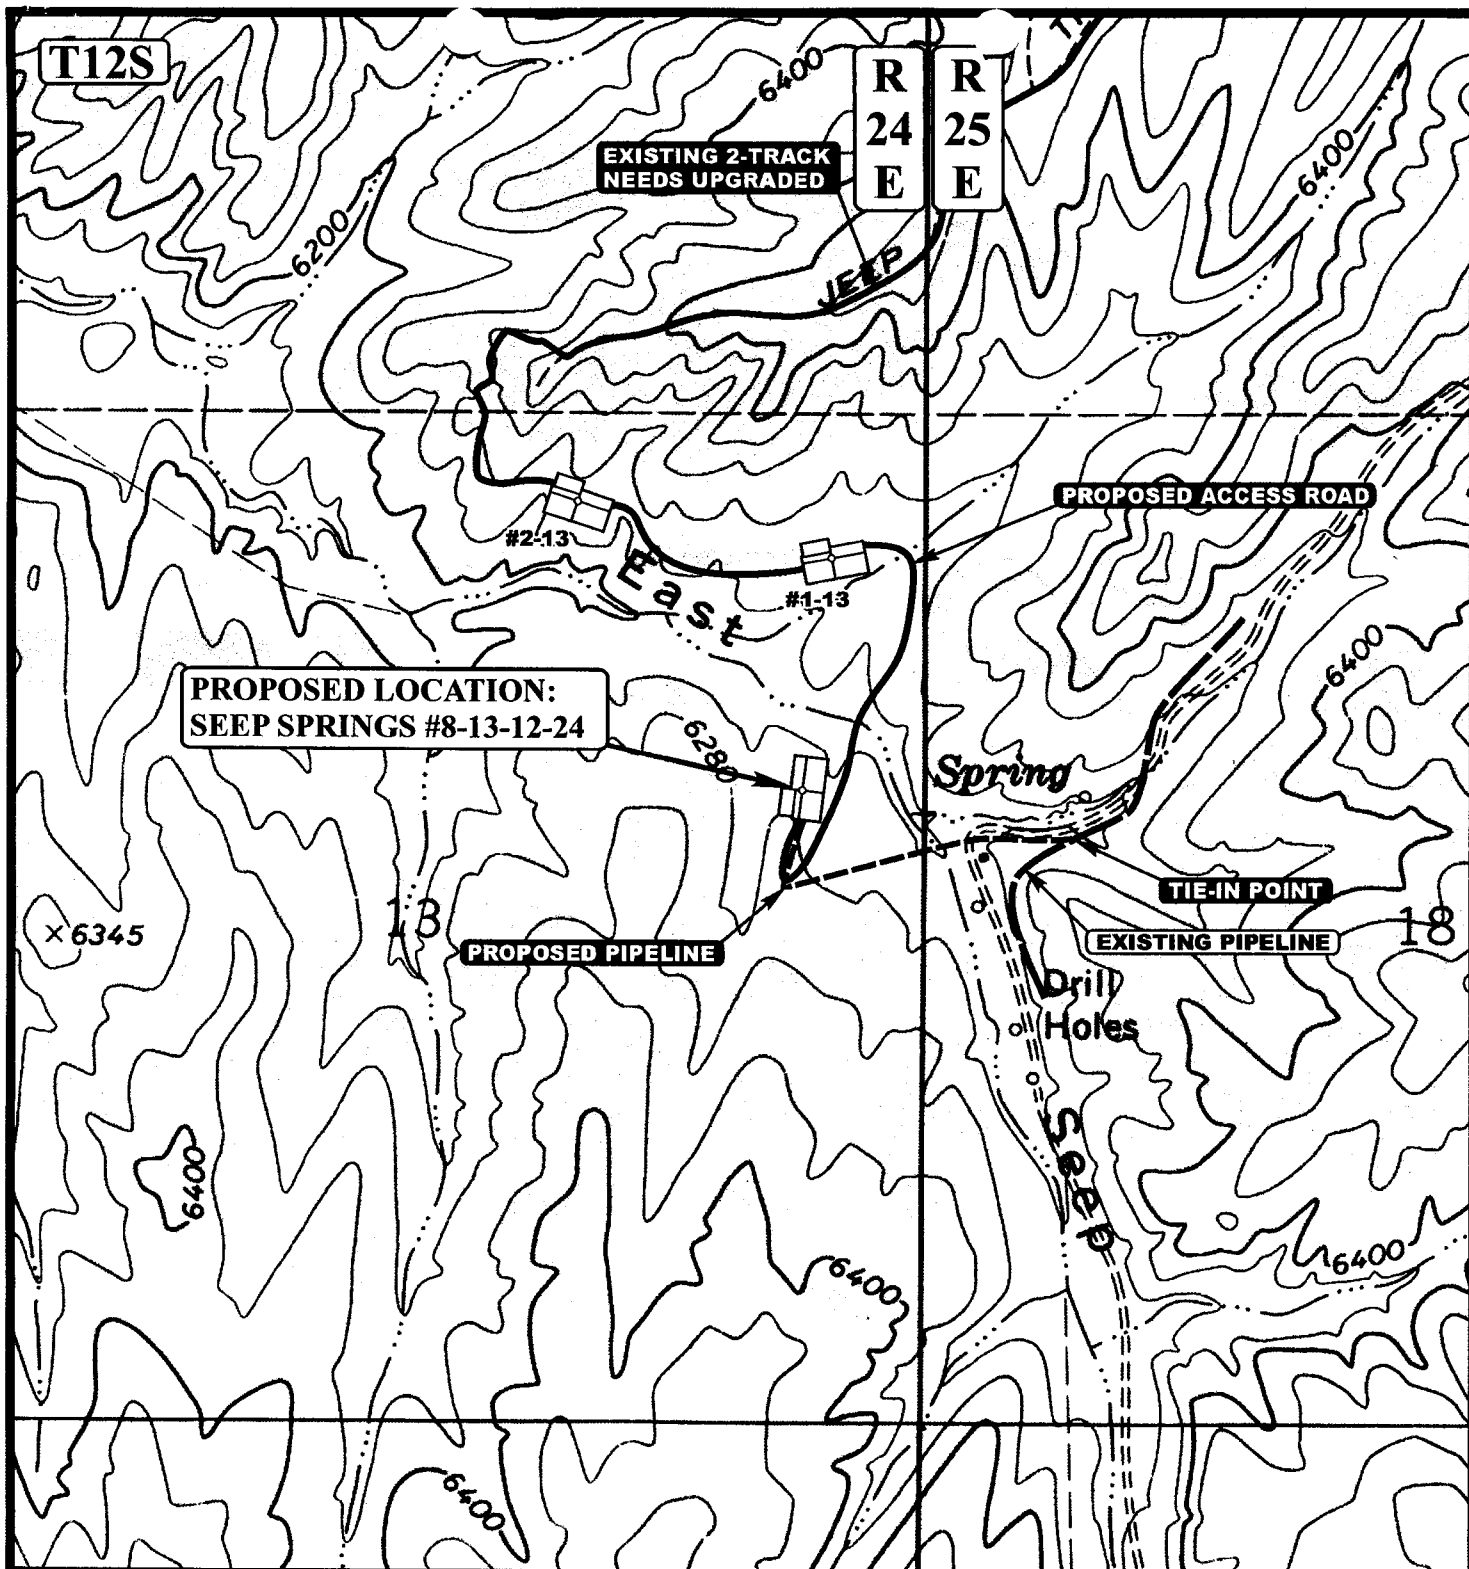 T12S
R
24
E
R
25
E
6400
EXISTING 2-TRACK
NEEDS UPGRADED
6400
6200
JEEP
PROPOSED ACCESS ROAD
#2-13
East
#1-13
6400
PROPOSED LOCATION:
SEEP SPRINGS #8-13-12-24
6280
Spring
TIE-IN POINT
13
6345
18
EXISTING PIPELINE
PROPOSED PIPELINE
Drill
Holes
Seep
6400
6400
6400
6400